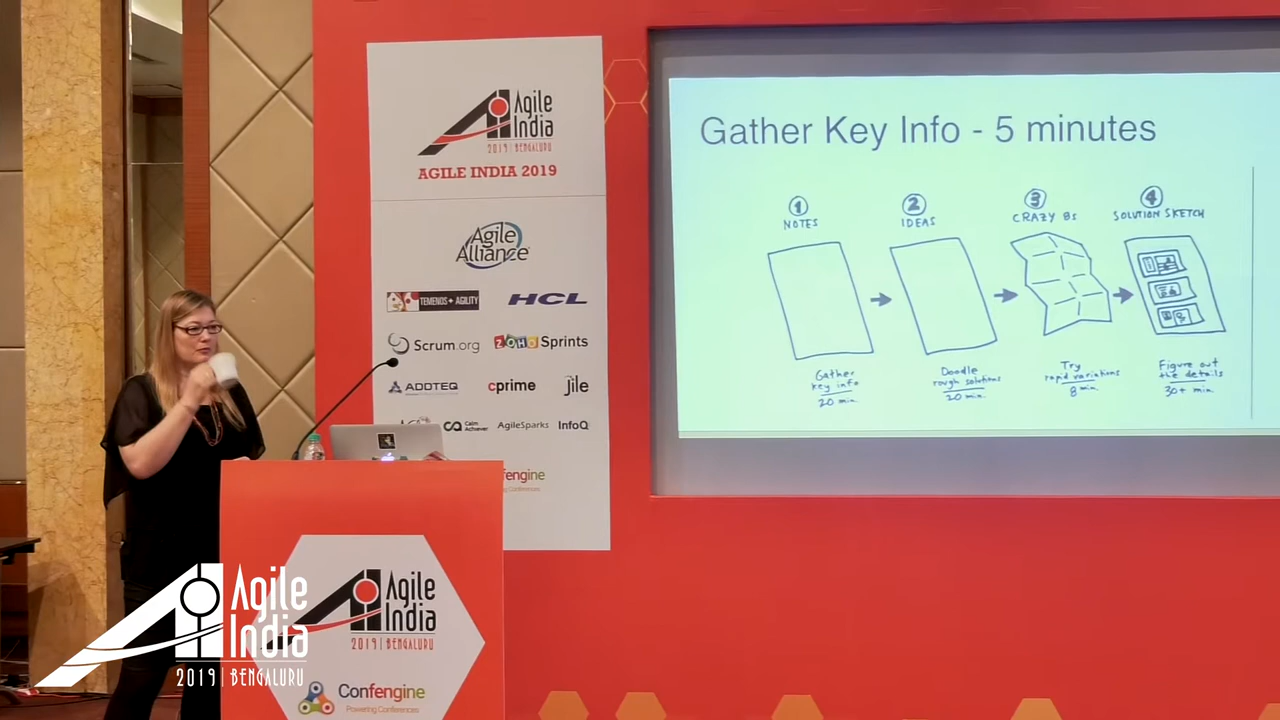 Agile
India
2019 | BENGALURU
AGILE INDIA 2019
Agile
Alliance
TEMENOS + AGILITY
HCL
Scrum.org
ZOHO Sprints
ADDTEQ
cprime
Jile
CA Calm
Achiever
AgileSparks
InfoQ
fengine
Gather Key Info - 5 minutes
1
NOTES
2
IDEAS
3
CRAZY 8s
4
SOLUTION SKETCH
Gather
key info
20 min
Doodle
rough solutions
20 min
Try
rapid variations
8 min
Figure out
the details
30+ min
Agile
India
2019 | BENGALURU
Confengine
Powering Conferences
Agile
India
2019 | BENGALURU